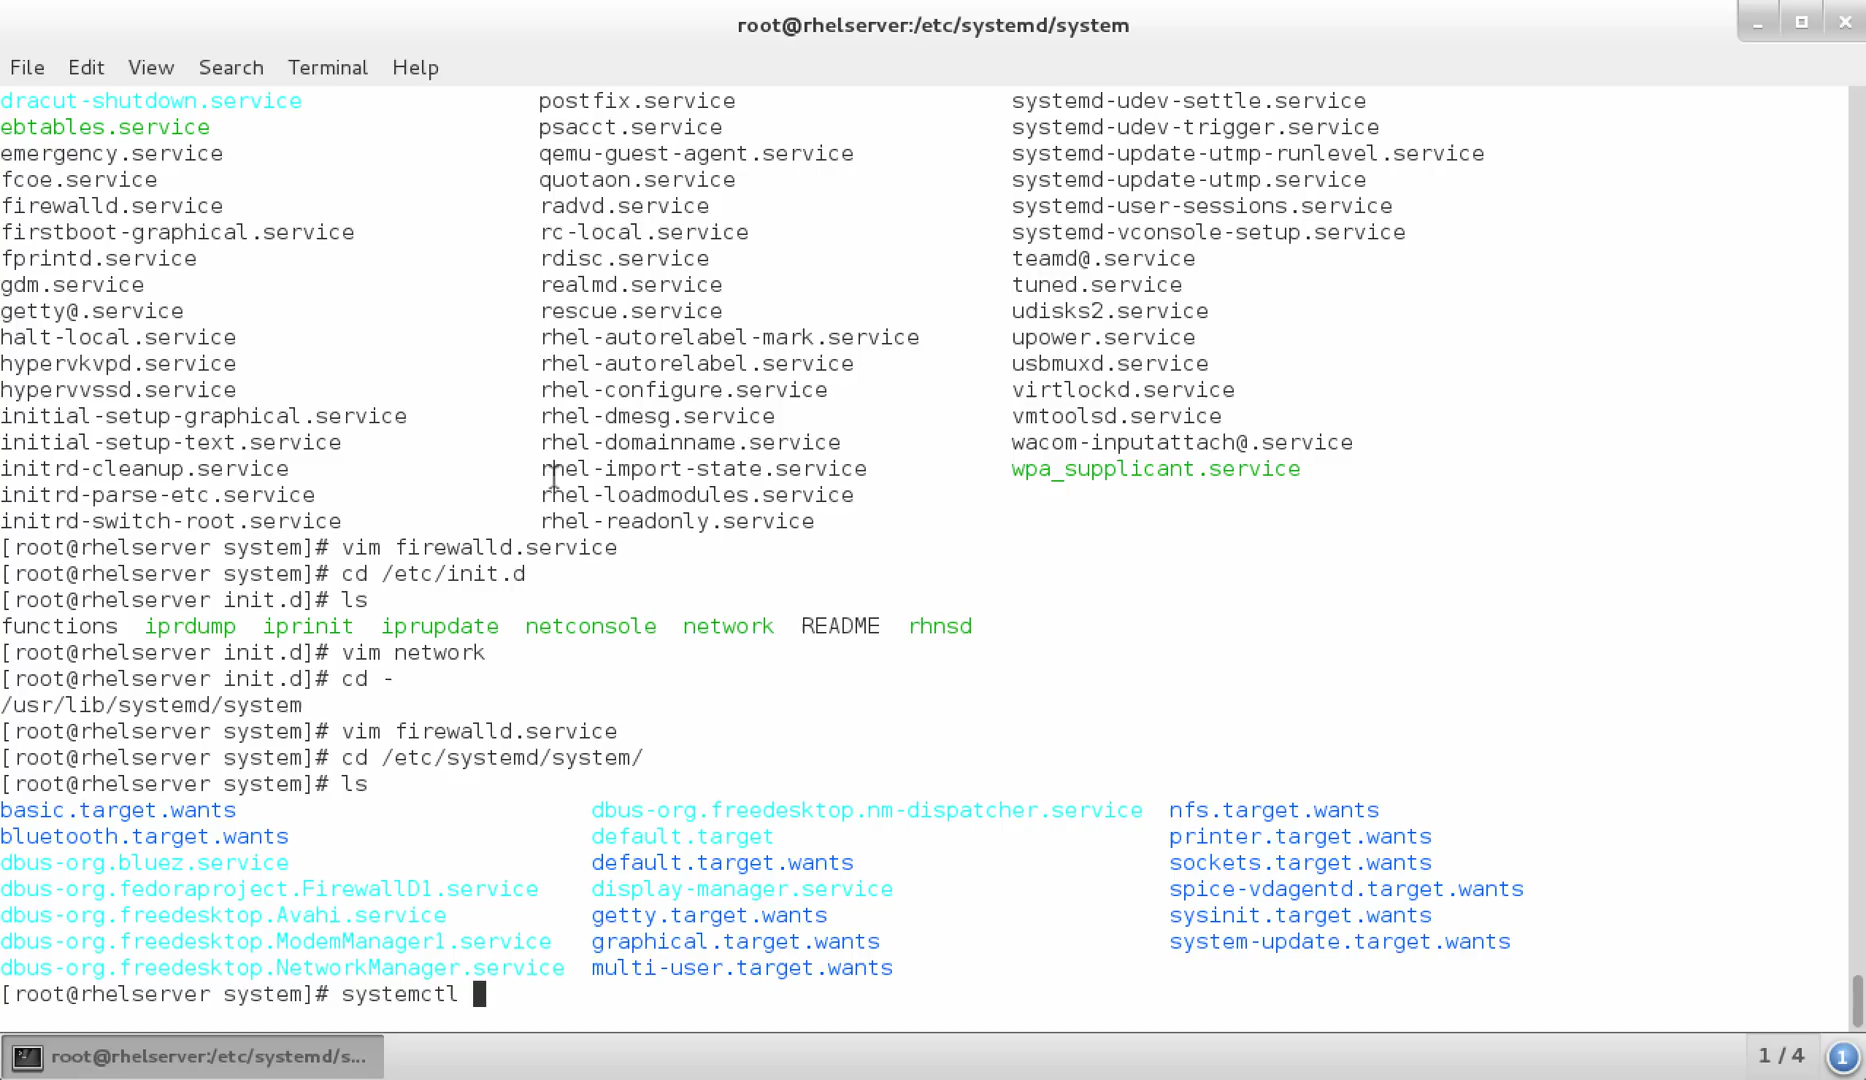 root@rhelserver:/etc/systemd/system
File Edit View Search Terminal Help
dracut-shutdown.service postfix.service systemd-udev-settle.service
ebtables.service psacct.service systemd-udev-trigger.service
emergency.service qemu-guest-agent.service systemd-update-utmp-runlevel.service
fcoe.service quotaon.service systemd-update-utmp.service
firewalld.service radvd.service systemd-user-sessions.service
firstboot-graphical.service rc-local.service systemd-vconsole-setup.service
fprintd.service rdisc.service teamd@.service
gdm.service realmd.service tuned.service
getty@.service rescue.service udisks2.service
halt-local.service rhel-autorelabel-mark.service upower.service
hypervkvpd.service rhel-autorelabel.service usbmuxd.service
hypervvssd.service rhel-configure.service virtlockd.service
initial-setup-graphical.service rhel-dmesg.service vmtoolsd.service
initial-setup-text.service rhel-domainname.service wacom-inputattach@.service
initrd-cleanup.service rhel-import-state.service wpa_supplicant.service
initrd-parse-etc.service rhel-loadmodules.service
initrd-switch-root.service rhel-readonly.service
[root@rhelserver system]# vim firewalld.service
[root@rhelserver system]# cd /etc/init.d
[root@rhelserver init.d]# ls
functions iprdump iprinit iprupdate netconsole network README rhnsd
[root@rhelserver init.d]# vim network
[root@rhelserver init.d]# cd -
/usr/lib/systemd/system
[root@rhelserver system]# vim firewalld.service
[root@rhelserver system]# cd /etc/systemd/system/
[root@rhelserver system]# ls
basic.target.wants dbus-org.freedesktop.nm-dispatcher.service nfs.target.wants
bluetooth.target.wants default.target printer.target.wants
dbus-org.bluez.service default.target.wants sockets.target.wants
dbus-org.fedoraproject.FirewallD1.service display-manager.service spice-vdagentd.target.wants
dbus-org.freedesktop.Avahi.service getty.target.wants sysinit.target.wants
dbus-org.freedesktop.ModemManager1.service graphical.target.wants system-update.target.wants
dbus-org.freedesktop.NetworkManager.service multi-user.target.wants
[root@rhelserver system]# systemctl
root@rhelserver:/etc/systemd/s... 1 / 4 1